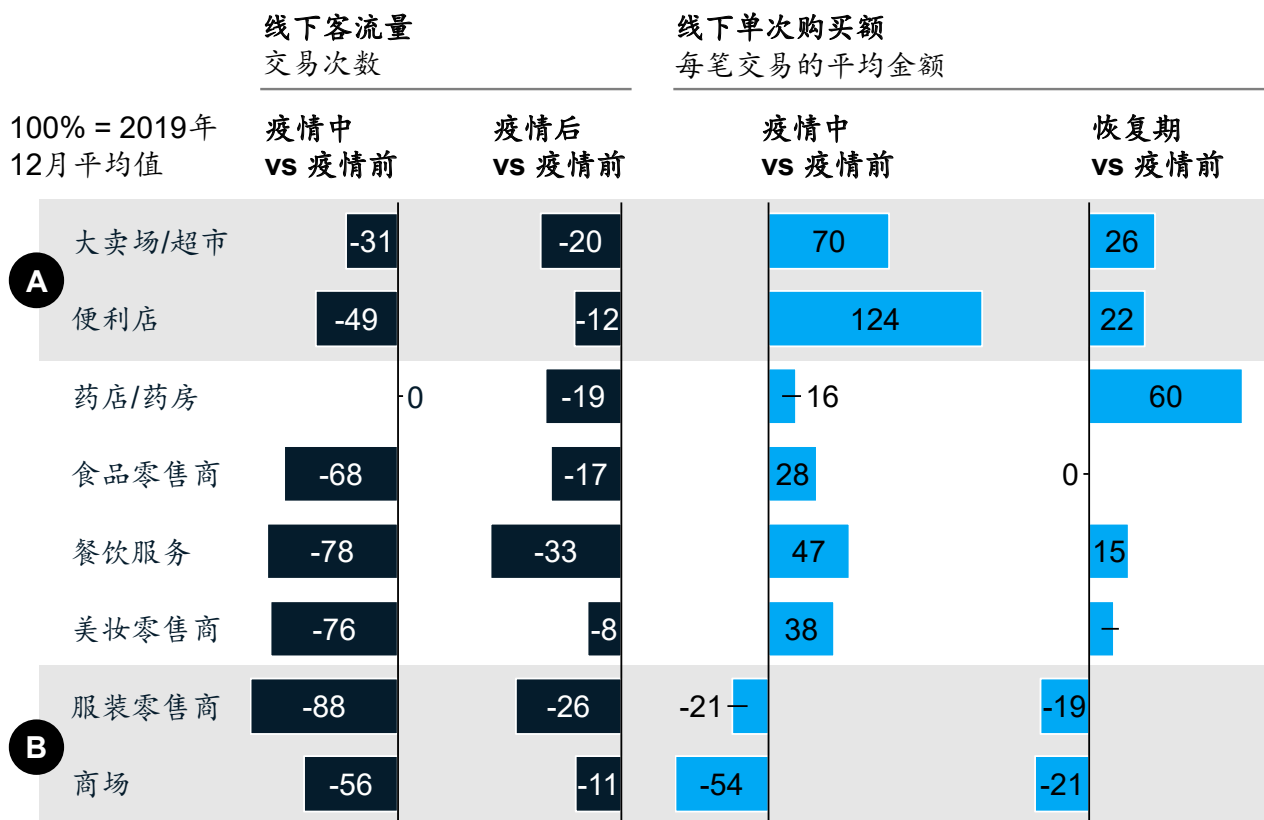 线下客流量
交易次数
线下单次购买额
每笔交易的平均金额
100% = 2019年
12月平均值
疫情中
vs 疫情前
疫情后
vs 疫情前
疫情中
vs 疫情前
恢复期
vs 疫情前
A
大卖场/超市 -31 -20 70 26
便利店 -49 -12 124 22
药店/药房 0 -19 16 60
食品零售商 -68 -17 28 0
餐饮服务 -78 -33 47 15
美妆零售商 -76 -8 38
B
服装零售商 -88 -26 -21 -19
商场 -56 -11 -54 -21